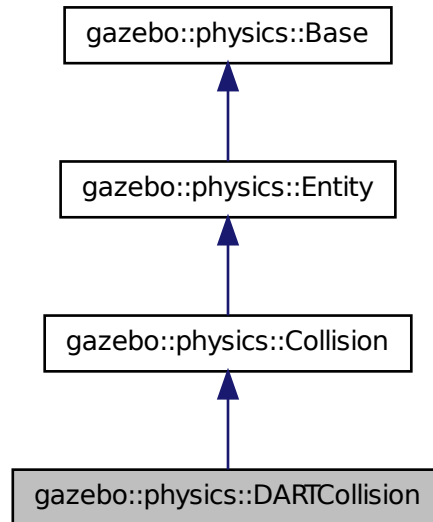 gazebo::physics::Base
gazebo::physics::Entity
gazebo::physics::Collision
gazebo::physics::DARTCollision